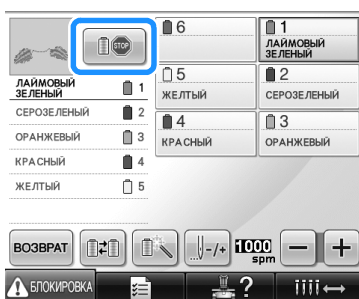 STOP
6
1
ЛАЙМОВЫЙ
ЗЕЛЕНЫЙ
5
ЖЕЛТЫЙ
2
СЕРОЗЕЛЕНЫЙ
4
КРАСНЫЙ
3
ОРАНЖЕВЫЙ
ЛАЙМОВЫЙ
ЗЕЛЕНЫЙ 1
СЕРОЗЕЛЕНЫЙ 2
ОРАНЖЕВЫЙ 3
КРАСНЫЙ 4
ЖЕЛТЫЙ 5
ВОЗВРАТ
-/+
1000
spm
- +
БЛОКИРОВКА
?